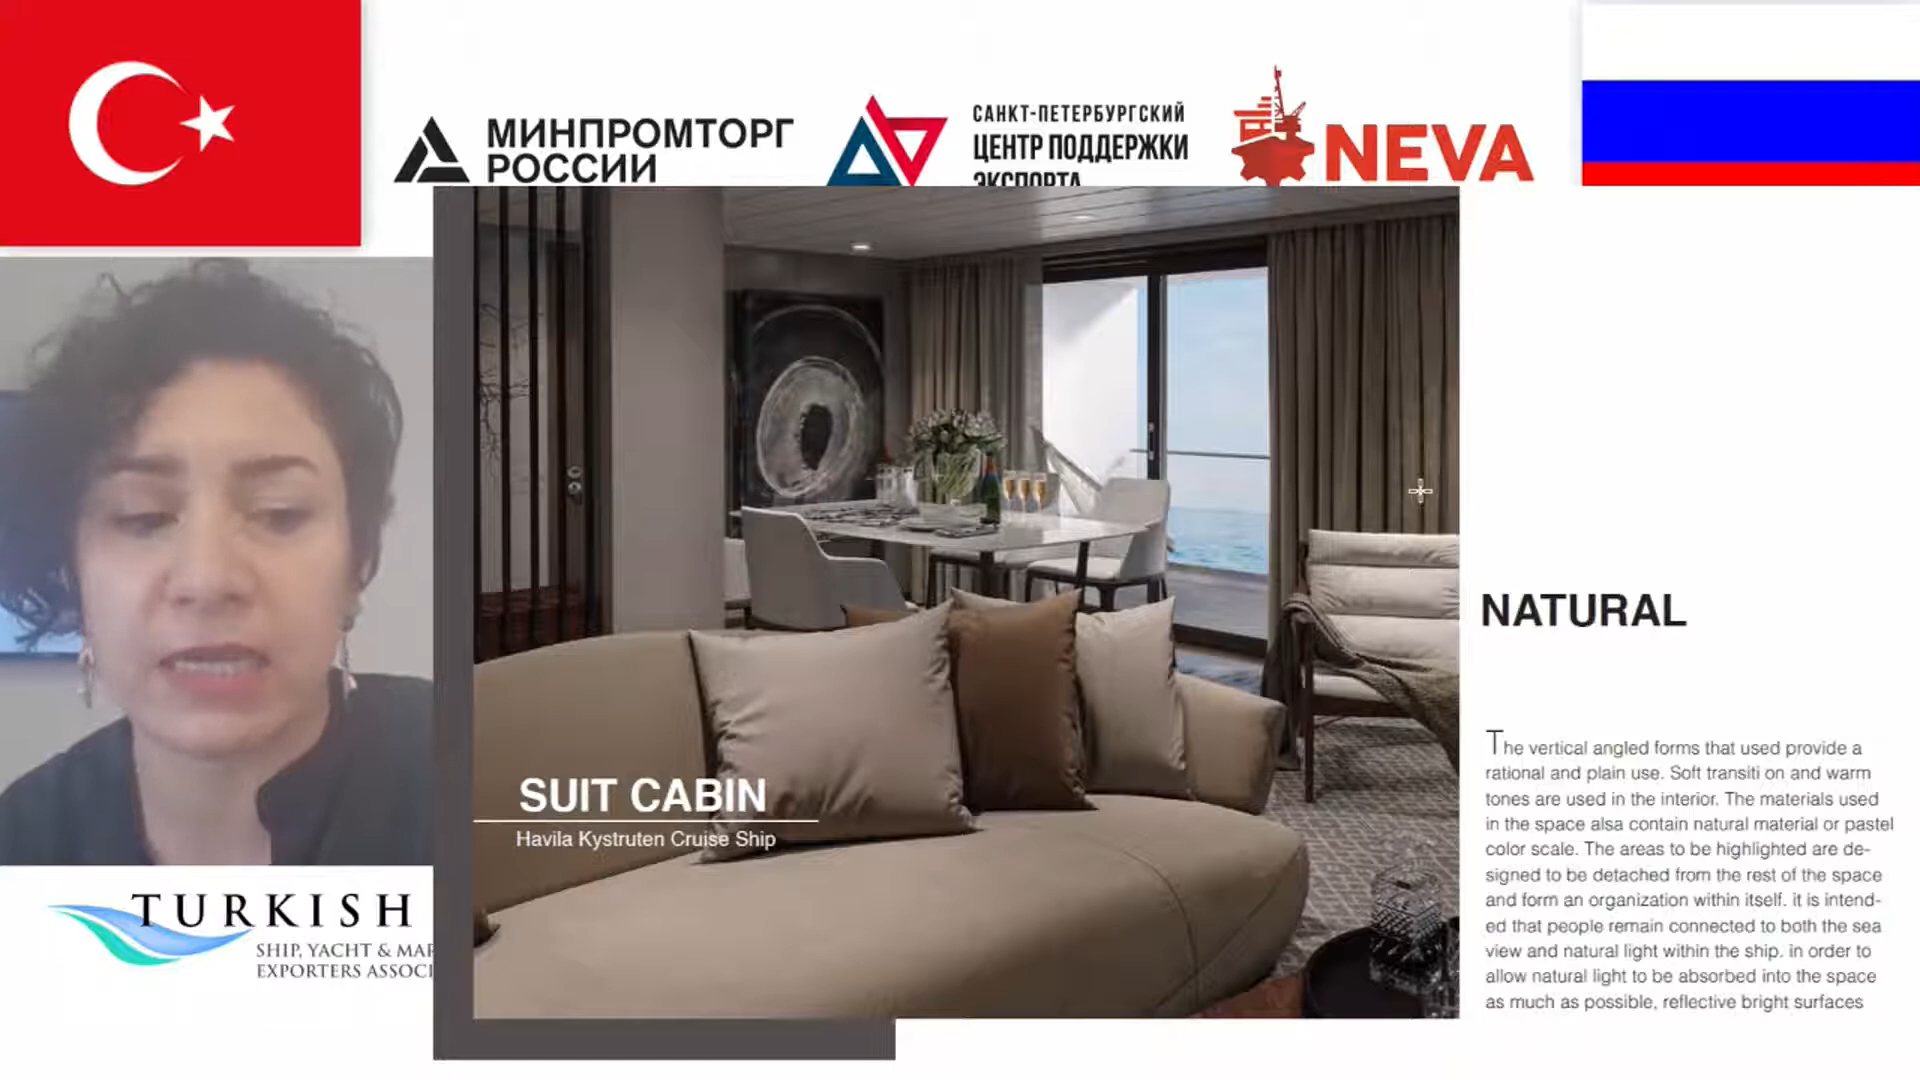 МИНПРОМТОРГ
РОССИИ
САНКТ-ПЕТЕРБУРГСКИЙ
ЦЕНТР ПОДДЕРЖКИ
ЭКСПОРТА
NEVA
SUIT CABIN
Havila Kystruten Cruise Ship
TURKISH
SHIP, YACHT & MAR
EXPORTERS ASSOCI
NATURAL
The vertical angled forms that used provide a
rational and plain use. Soft transiti on and warm
tones are used in the interior. The materials used
in the space alsa contain natural material or pastel
color scale. The areas to be highlighted are de-
signed to be detached from the rest of the space
and form an organization within itself. it is intend-
ed that people remain connected to both the sea
view and natural light within the ship. in order to
allow natural light to be absorbed into the space
as much as possible, reflective bright surfaces